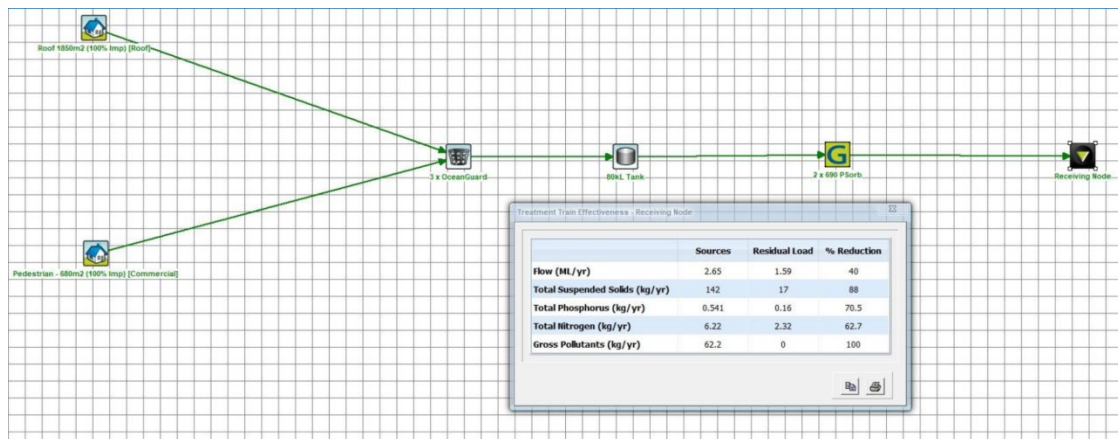 Roof 1850m2 (100% Imp) [Roof]
3 x OceanGuard
80kL Tank
G
2 x 690 PSorb
Receiving Node
Pedestrian - 680m2 (100% Imp) [Commercial]
Treatment Train Effectiveness - Receiving Node
Sources Residual Load % Reduction
Flow (ML/yr) 2.65 1.59 40
Total Suspended Solids (kg/yr) 142 17 88
Total Phosphorus (kg/yr) 0.541 0.16 70.5
Total Nitrogen (kg/yr) 6.22 2.32 62.7
Gross Pollutants (kg/yr) 62.2 0 100